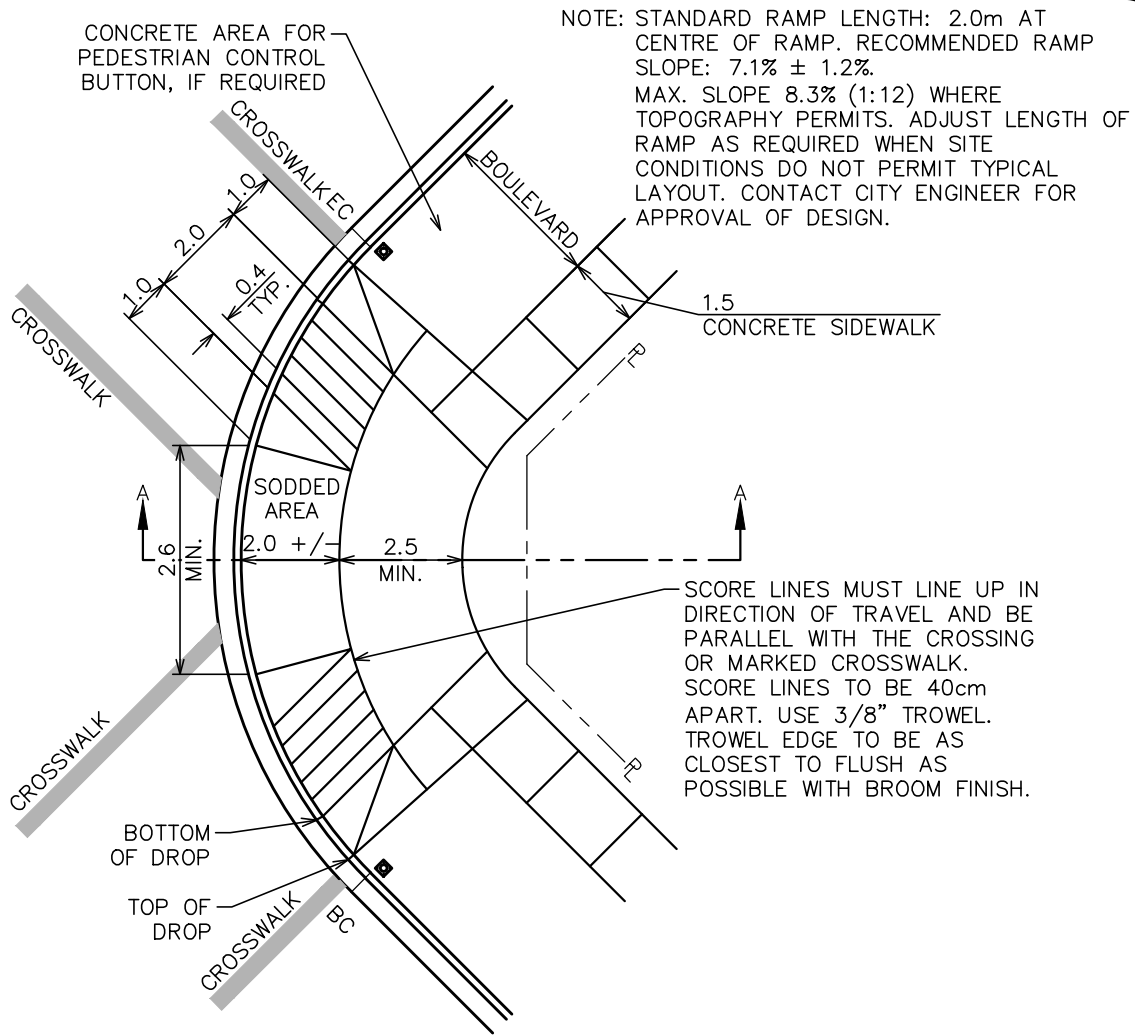 NOTE: STANDARD RAMP LENGTH: 2.0m AT
CENTRE OF RAMP. RECOMMENDED RAMP
SLOPE: 7.1% ± 1.2%.
MAX. SLOPE 8.3% (1:12) WHERE
TOPOGRAPHY PERMITS. ADJUST LENGTH OF
RAMP AS REQUIRED WHEN SITE
CONDITIONS DO NOT PERMIT TYPICAL
LAYOUT. CONTACT CITY ENGINEER FOR
APPROVAL OF DESIGN.
CONCRETE AREA FOR
PEDESTRIAN CONTROL
BUTTON, IF REQUIRED
CROSSWALK
EC
BOULEVARD
1.0
2.0
1.0
0.4
TYP.
1.5
CONCRETE SIDEWALK
CROSSWALK
PL
A
A
SODDED
AREA
2.6
MIN.
2.0 +/-
2.5
MIN.
SCORE LINES MUST LINE UP IN
DIRECTION OF TRAVEL AND BE
PARALLEL WITH THE CROSSING
OR MARKED CROSSWALK.
SCORE LINES TO BE 40cm
APART. USE 3/8" TROWEL.
TROWEL EDGE TO BE AS
CLOSEST TO FLUSH AS
POSSIBLE WITH BROOM FINISH.
PL
CROSSWALK
BOTTOM
OF DROP
TOP OF
DROP
CROSSWALK
BC